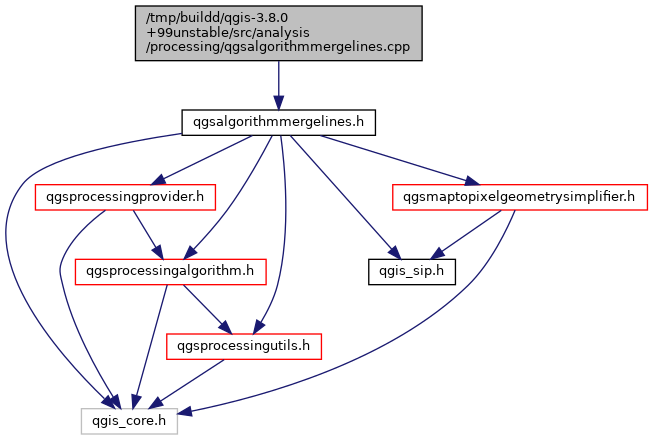 /tmp/buildd/qgis-3.8.0
+99unstable/src/analysis
/processing/qgsalgorithmmergelines.cpp
qgsalgorithmmergelines.h
qgsprocessingprovider.h
qgsmaptopixelgeometrysimplifier.h
qgsprocessingalgorithm.h
qgis_sip.h
qgsprocessingutils.h
qgis_core.h